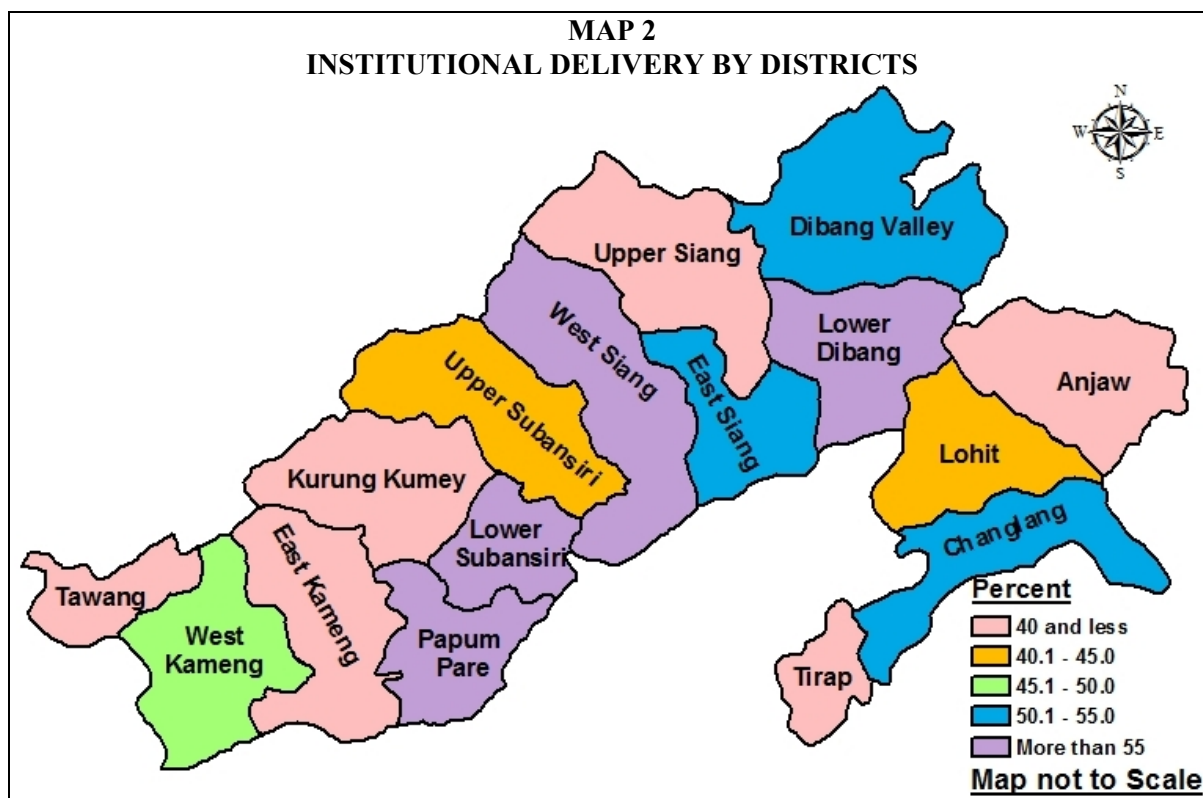 MAP 2
INSTITUTIONAL DELIVERY BY DISTRICTS
N
W E
S
Dibang Valley
Upper Siang
West Siang
Lower
Dibang
East Siang
Anjaw
Upper Subansiri
Lohit
Kurung Kumey
Lower
Subansiri
Changlang
East Kameng
Tawang
West
Kameng
Papum
Pare
Tirap
Percent
40 and less
40.1 - 45.0
45.1 - 50.0
50.1 - 55.0
More than 55
Map not to Scale